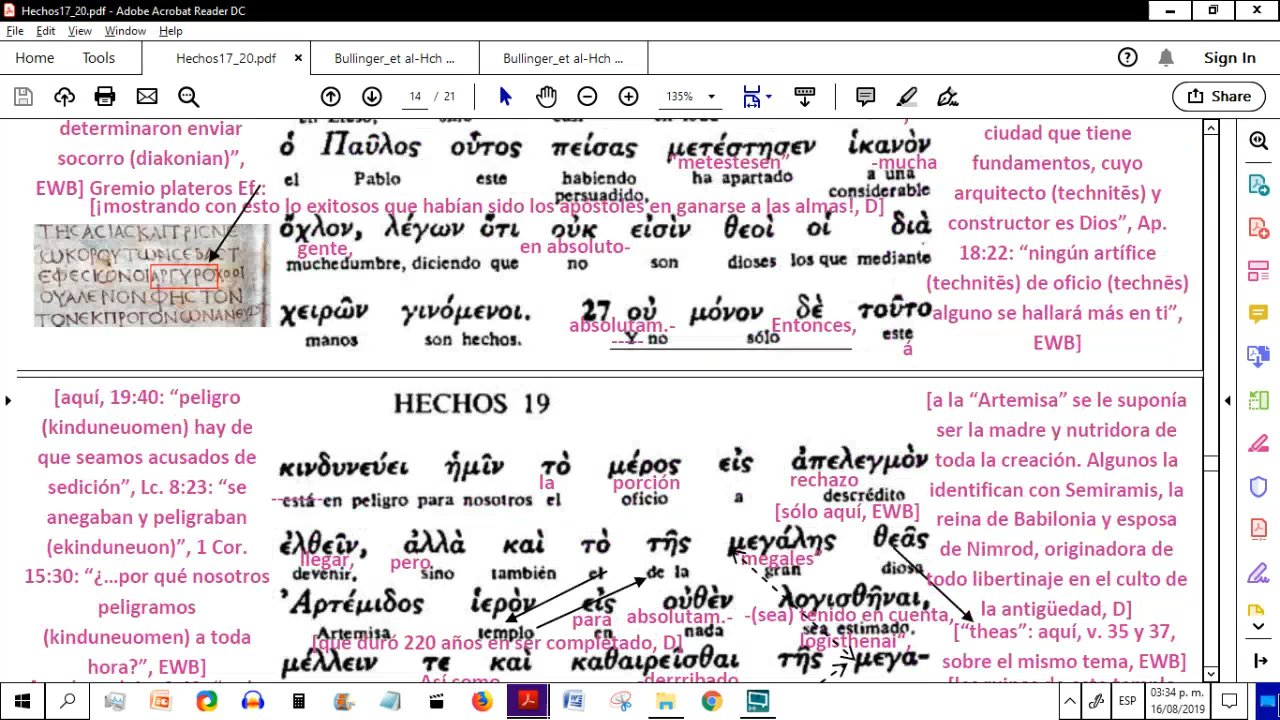 Hechos17_20.pdf - Adobe Acrobat Reader DC
File Edit View Window Help
Home Tools Hechos17_20.pdf × Bullinger_et al-Hch ... Bullinger_et al-Hch ... Sign In
14 / 21 135% Share
determinaron enviar
socorro (diakonian)”,
EWB] Gremio plateros Ef.:
[¡mostrando con esto lo exitosos que habían sido los apóstoles en ganarse a las almas!, D]
ὁ Παῦλος οὗτος πείσας μετέστησεν ἱκανὸν
“metestesen” -mucha
el Pablo este habiendo ha apartado a una
persuadido, considerable
ὄχλον, λέγων ὅτι οὐκ εἰσὶν θεοὶ οἱ διὰ
gente, en absoluto-
muchedumbre, diciendo que no son dioses los que mediante
χειρῶν γινόμενοι. 27 οὐ μόνον δὲ τοῦτο
absolutam.- Entonces,
manos son hechos. Y no sólo este
á
ΤΗΣΑΣΙΑΣΚΑΙΓΡΙCΝΕ
ΕΦΕCΚΩΝΟΙΑΡΓΥΡΟΚΟΟΙ
ΟΥΑΛΕΝΟΝΦΗCΤΟΝ
ciudad que tiene
fundamentos, cuyo
arquitecto (technitēs) y
constructor es Dios”, Ap.
18:22: “ningún artífice
(technitēs) de oficio (technēs)
alguno se hallará más en ti”,
EWB]
HECHOS 19
[aquí, 19:40: “peligro
(kinduneuomen) hay de
que seamos acusados de
sedición”, Lc. 8:23: “se
anegaban y peligraban
(ekinduneuon)”, 1 Cor.
15:30: “¿...por qué nosotros
peligramos
(kinduneuomen) a toda
hora?”, EWB]
κινδυνεύει ἡμῖν τὸ μέρος εἰς ἀπελεγμὸν
la porción rechazo
está en peligro para nosotros el oficio a descrédito
[sólo aquí, EWB]
ἐλθεῖν, ἀλλὰ καὶ τὸ τῆς μεγάλης θεᾶς
llegar, pero megales”
devenir, sino también el de la gran diosa
Ἀρτέμιδος ἱερὸν εἰς οὐθὲν λογισθῆναι,
para absolutam.- -(sea) tenido en cuenta,
Artemisa templo en nada sea estimado.
[que duró 220 años en ser completado, D] logisthenai”,
μέλλειν τε καὶ καθαιρεῖσθαι τῆς μεγά-
Así como derrribado
[a la “Artemisa” se le suponía
ser la madre y nutridora de
toda la creación. Algunos la
identifican con Semiramis, la
reina de Babilonia y esposa
de Nimrod, originadora de
todo libertinaje en el culto de
la antigüedad, D]
[“theas”: aquí, v. 35 y 37,
sobre el mismo tema, EWB]
ESP 03:34 p. m.
16/08/2019